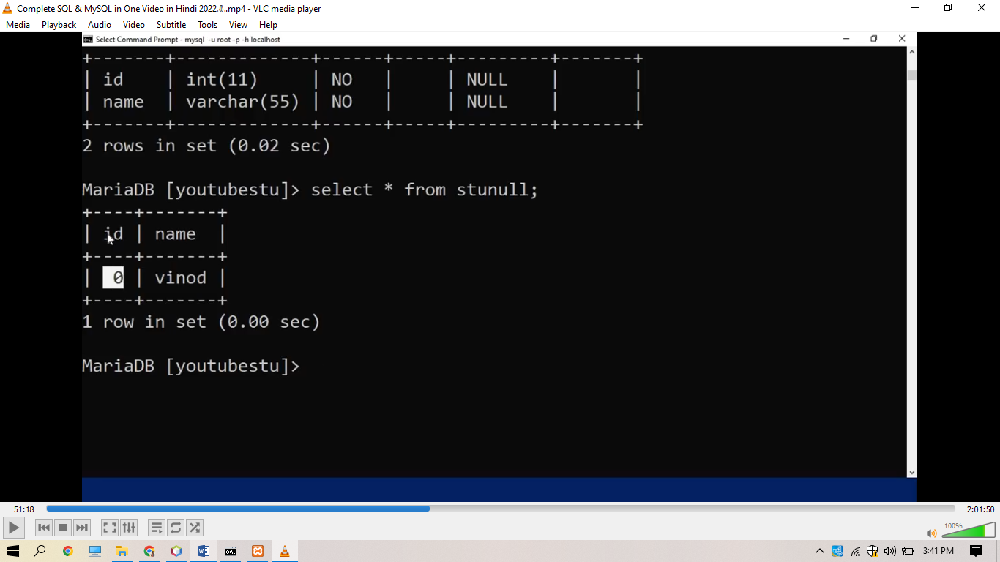 Complete SQL & MySQL in One Video in Hindi 2022🙏.mp4 - VLC media player
Media Playback Audio Video Subtitle Tools View Help
Select Command Prompt - mysql -u root -p -h localhost
+-------+-------------+------+-----+---------+-------+
| id    | int(11)     | NO   |     | NULL    |       |
| name  | varchar(55) | NO   |     | NULL    |       |
+-------+-------------+------+-----+---------+-------+
2 rows in set (0.02 sec)
MariaDB [youtubestu]> select * from stunull;
+----+-------+
| id | name  |
+----+-------+
|  0 | vinod |
+----+-------+
1 row in set (0.00 sec)
MariaDB [youtubestu]>
51:18 2:01:50
100%
3:41 PM